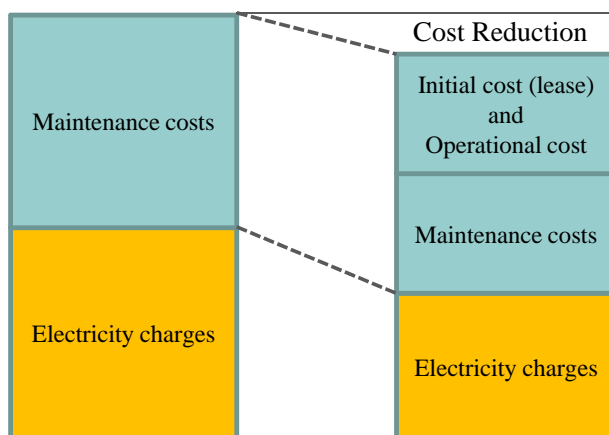 Cost Reduction
Maintenance costs
Electricity charges
Initial cost (lease)
and
Operational cost
Maintenance costs
Electricity charges